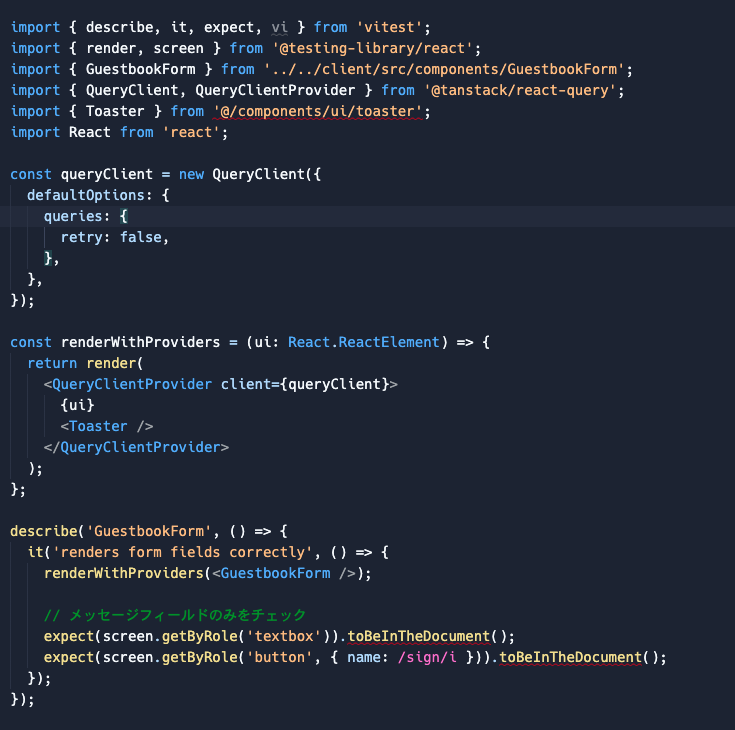 import { describe, it, expect, vi } from 'vitest';
import { render, screen } from '@testing-library/react';
import { GuestbookForm } from '../../client/src/components/GuestbookForm';
import { QueryClient, QueryClientProvider } from '@tanstack/react-query';
import { Toaster } from '@/components/ui/toaster';
import React from 'react';

const queryClient = new QueryClient({
  defaultOptions: {
    queries: {
      retry: false,
    },
  },
});

const renderWithProviders = (ui: React.ReactElement) => {
  return render(
    <QueryClientProvider client={queryClient}>
      {ui}
      <Toaster />
    </QueryClientProvider>
  );
};

describe('GuestbookForm', () => {
  it('renders form fields correctly', () => {
    renderWithProviders(<GuestbookForm />);

    // メッセージフィールドのみをチェック
    expect(screen.getByRole('textbox')).toBeInTheDocument();
    expect(screen.getByRole('button', { name: /sign/i })).toBeInTheDocument();
  });
});